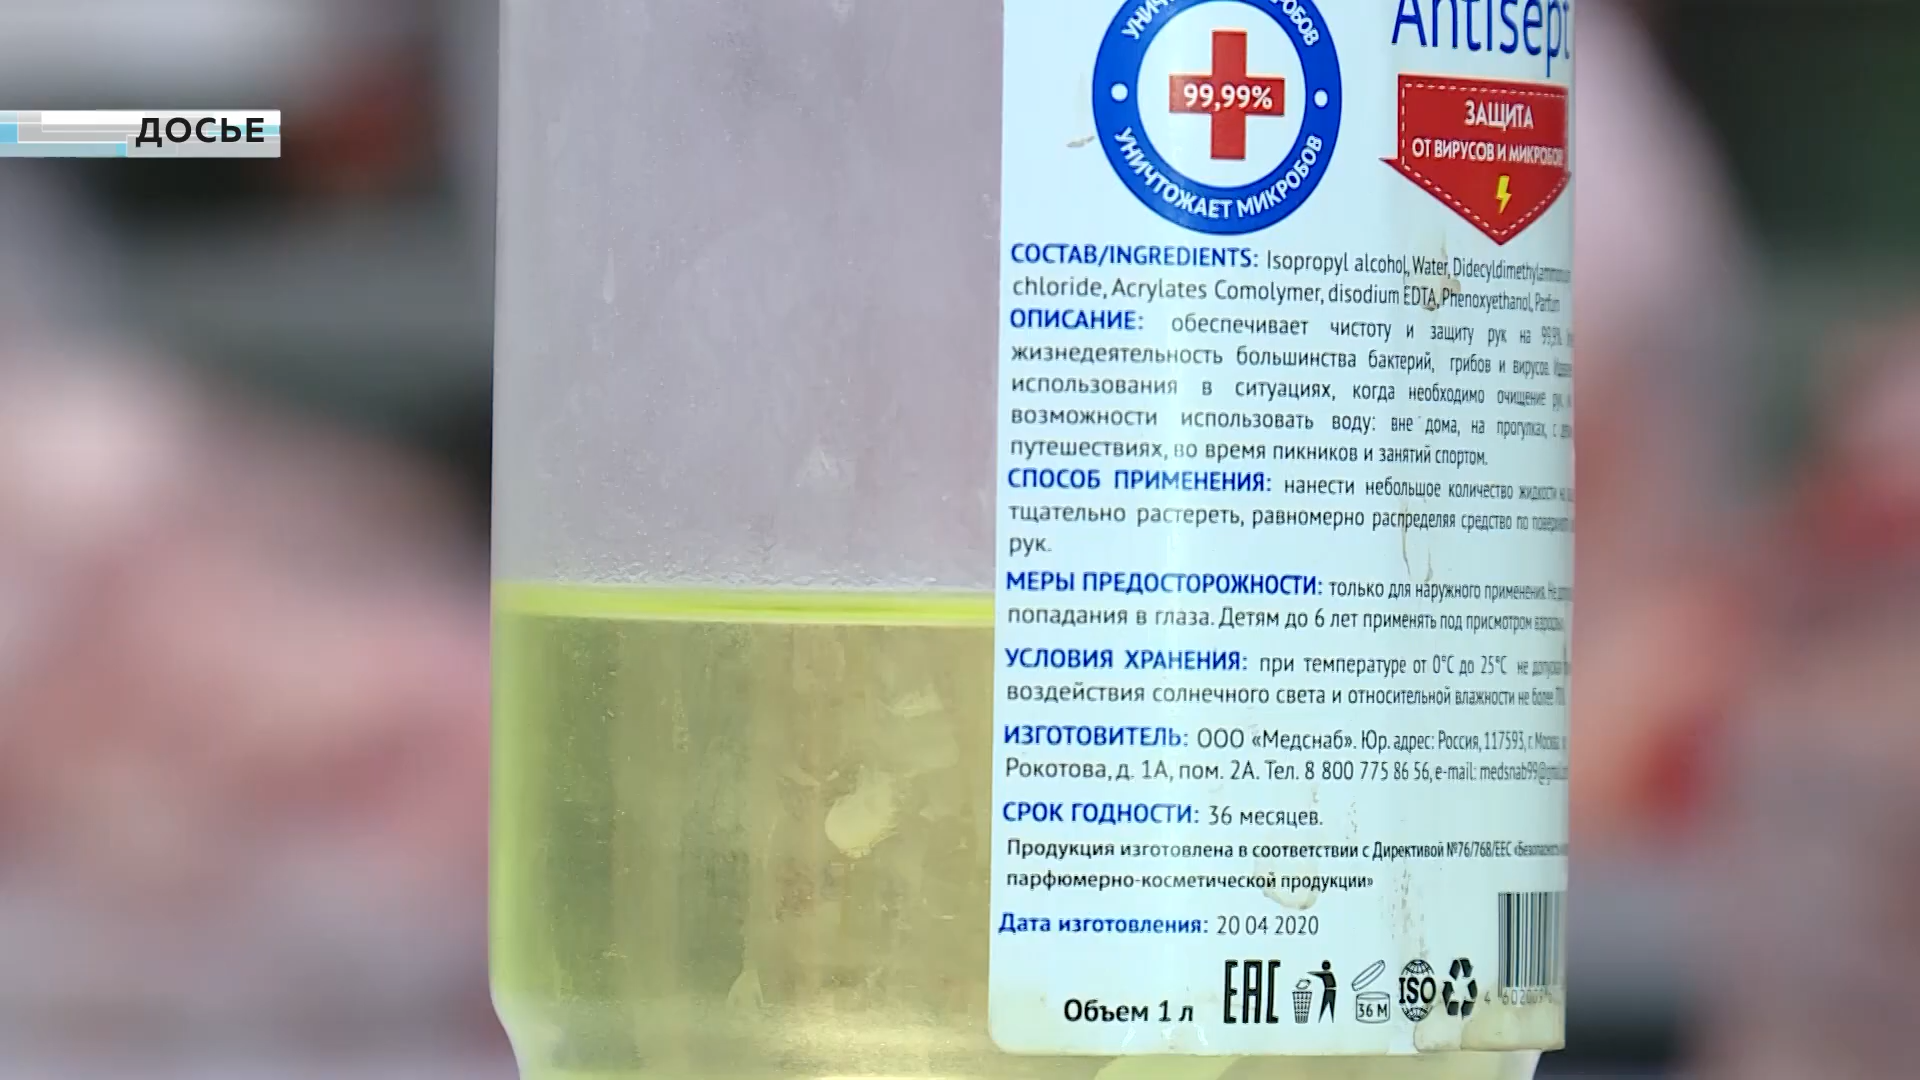 ДОСЬЕ
Antisept
99,99%
УНИЧТОЖАЕТ МИКРОБОВ
ЗАЩИТА
ОТ ВИРУСОВ И МИКРОБОВ
СОСТАВ/INGREDIENTS: Isopropyl alcohol, Water,
chloride, Acrylates Comolymer, disodium EDTA, Phenoxyethanol, Parfum
ОПИСАНИЕ: обеспечивает чистоту и защиту рук на 99,9%
жизнедеятельность большинства бактерий, грибов и вирусов.
использования в ситуациях, когда необходимо очищение рук
возможности использовать воду: вне дома, на прогулках, с
путешествиях, во время пикников и занятий спортом.
СПОСОБ ПРИМЕНЕНИЯ: нанести небольшое количество жидкости
тщательно растереть, равномерно распределяя средство по
рук.
МЕРЫ ПРЕДОСТОРОЖНОСТИ: только для наружного применения. Не
попадания в глаза. Детям до 6 лет применять под присмотром
УСЛОВИЯ ХРАНЕНИЯ: при температуре от 0°С до 25°С не
воздействия солнечного света и относительной влажности не более
ИЗГОТОВИТЕЛЬ: ООО «Медснаб». Юр. адрес: Россия, 117593, г. Москва,
Рокотова, д. 1А, пом. 2А. Тел. 8 800 775 86 56, e-mail:
СРОК ГОДНОСТИ: 36 месяцев.
Продукция изготовлена в соответствии с Директивой №76/768/ЕЕС
парфюмерно-косметической продукции»
Дата изготовления: 20 04 2020
Объем 1 л EAC 36 M ISO